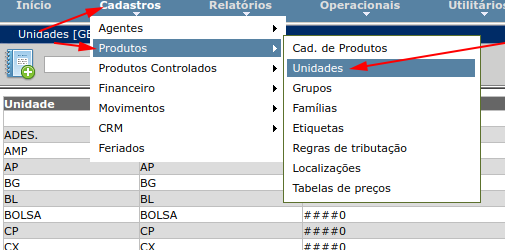 Início Cadastros Relatórios Operacionais Utilitários
Unidades [GE
Agentes
Produtos
Produtos Controlados
Financeiro
Movimentos
CRM
Feriados
Cad. de Produtos
Unidades
Grupos
Famílias
Etiquetas
Regras de tributação
Localizações
Tabelas de preços
Unidade
ADES.
AMP
AP AP
BG BG
BL BL
BOLSA BOLSA ####0
CP CP ####0
CX CX ####0